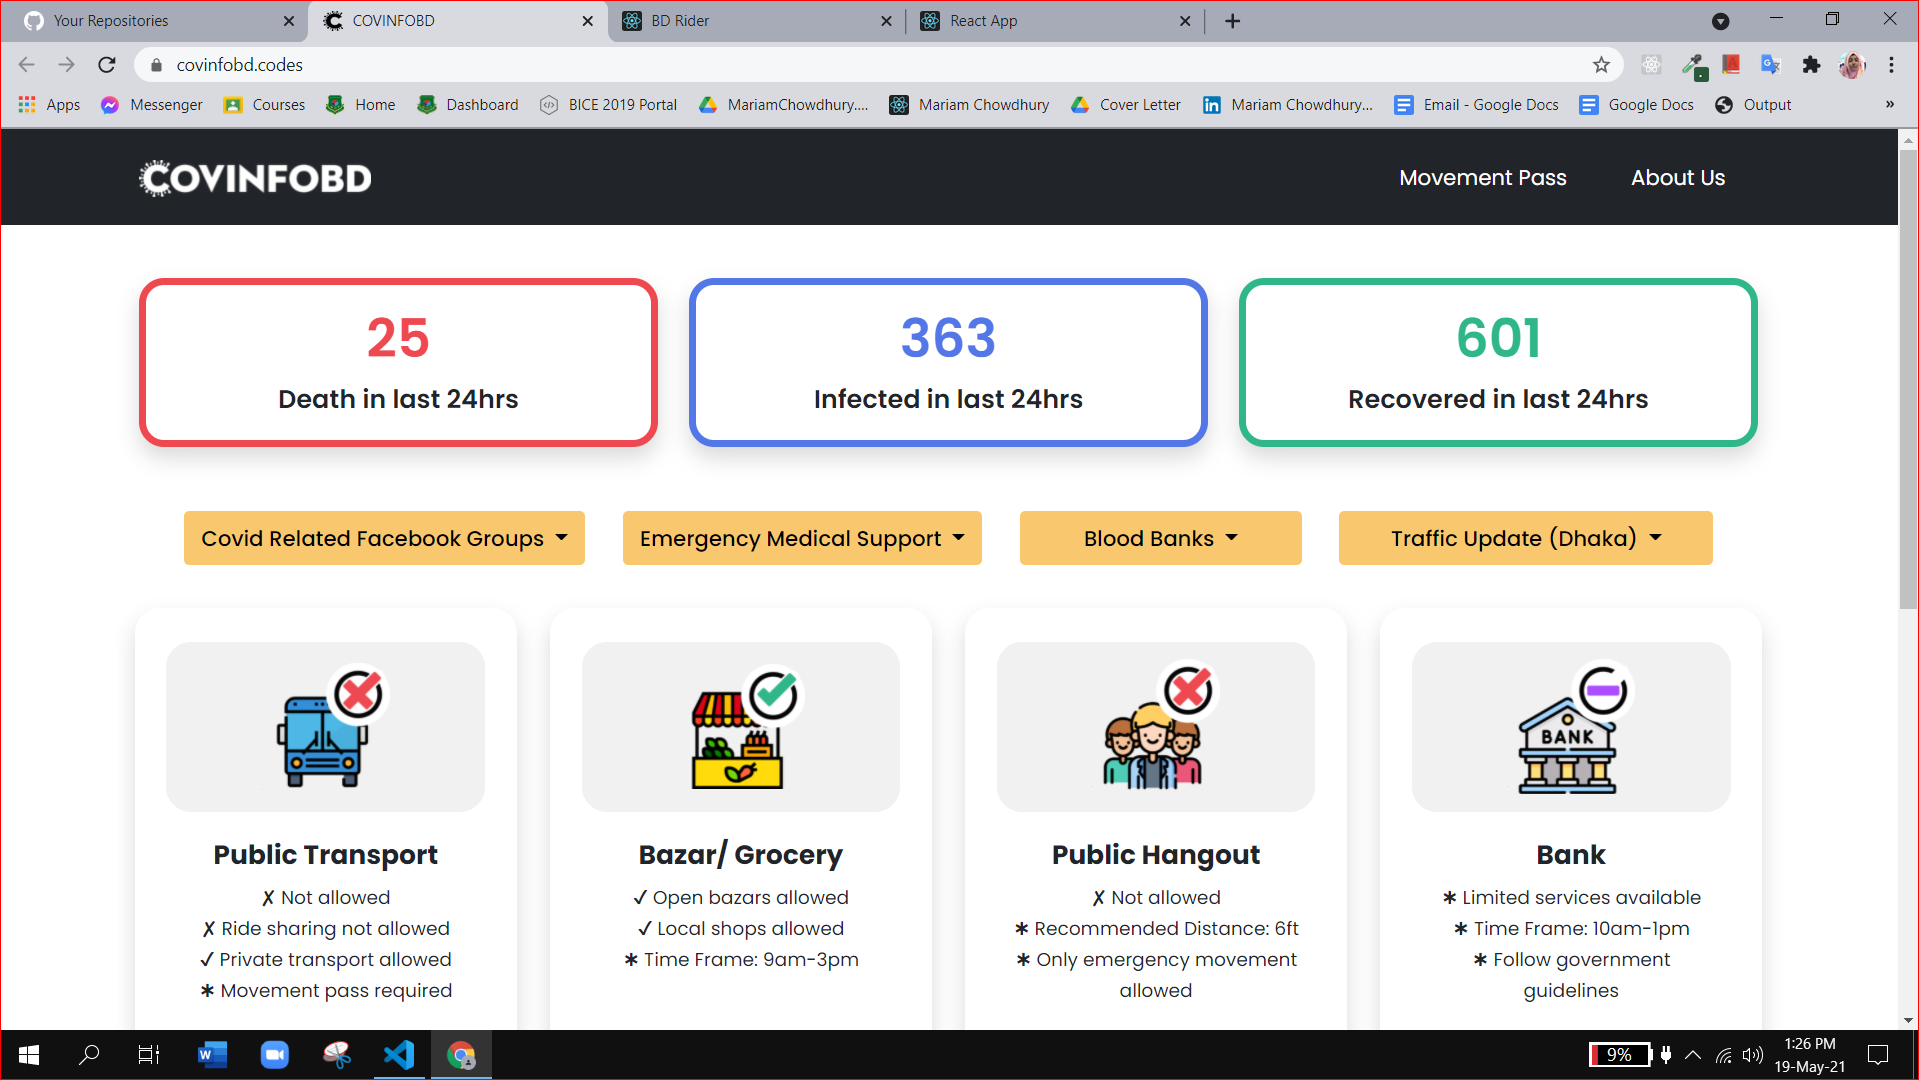 Your Repositories
COVINFOBD
BD Rider
React App
covinfobd.codes
Apps
Messenger
Courses
Home
Dashboard
BICE 2019 Portal
MariamChowdhury....
Mariam Chowdhury
Cover Letter
Mariam Chowdhury...
Email - Google Docs
Google Docs
Output
»
COVINFOBD
Movement Pass
About Us
25
Death in last 24hrs
363
Infected in last 24hrs
601
Recovered in last 24hrs
Covid Related Facebook Groups
Emergency Medical Support
Blood Banks
Traffic Update (Dhaka)
Public Transport
✗ Not allowed
✗ Ride sharing not allowed
✓ Private transport allowed
∗ Movement pass required
Bazar/ Grocery
✓ Open bazars allowed
✓ Local shops allowed
∗ Time Frame: 9am-3pm
Public Hangout
✗ Not allowed
∗ Recommended Distance: 6ft
∗ Only emergency movement
allowed
BANK
Bank
∗ Limited services available
∗ Time Frame: 10am-1pm
∗ Follow government
guidelines
9%
1:26 PM
19-May-21